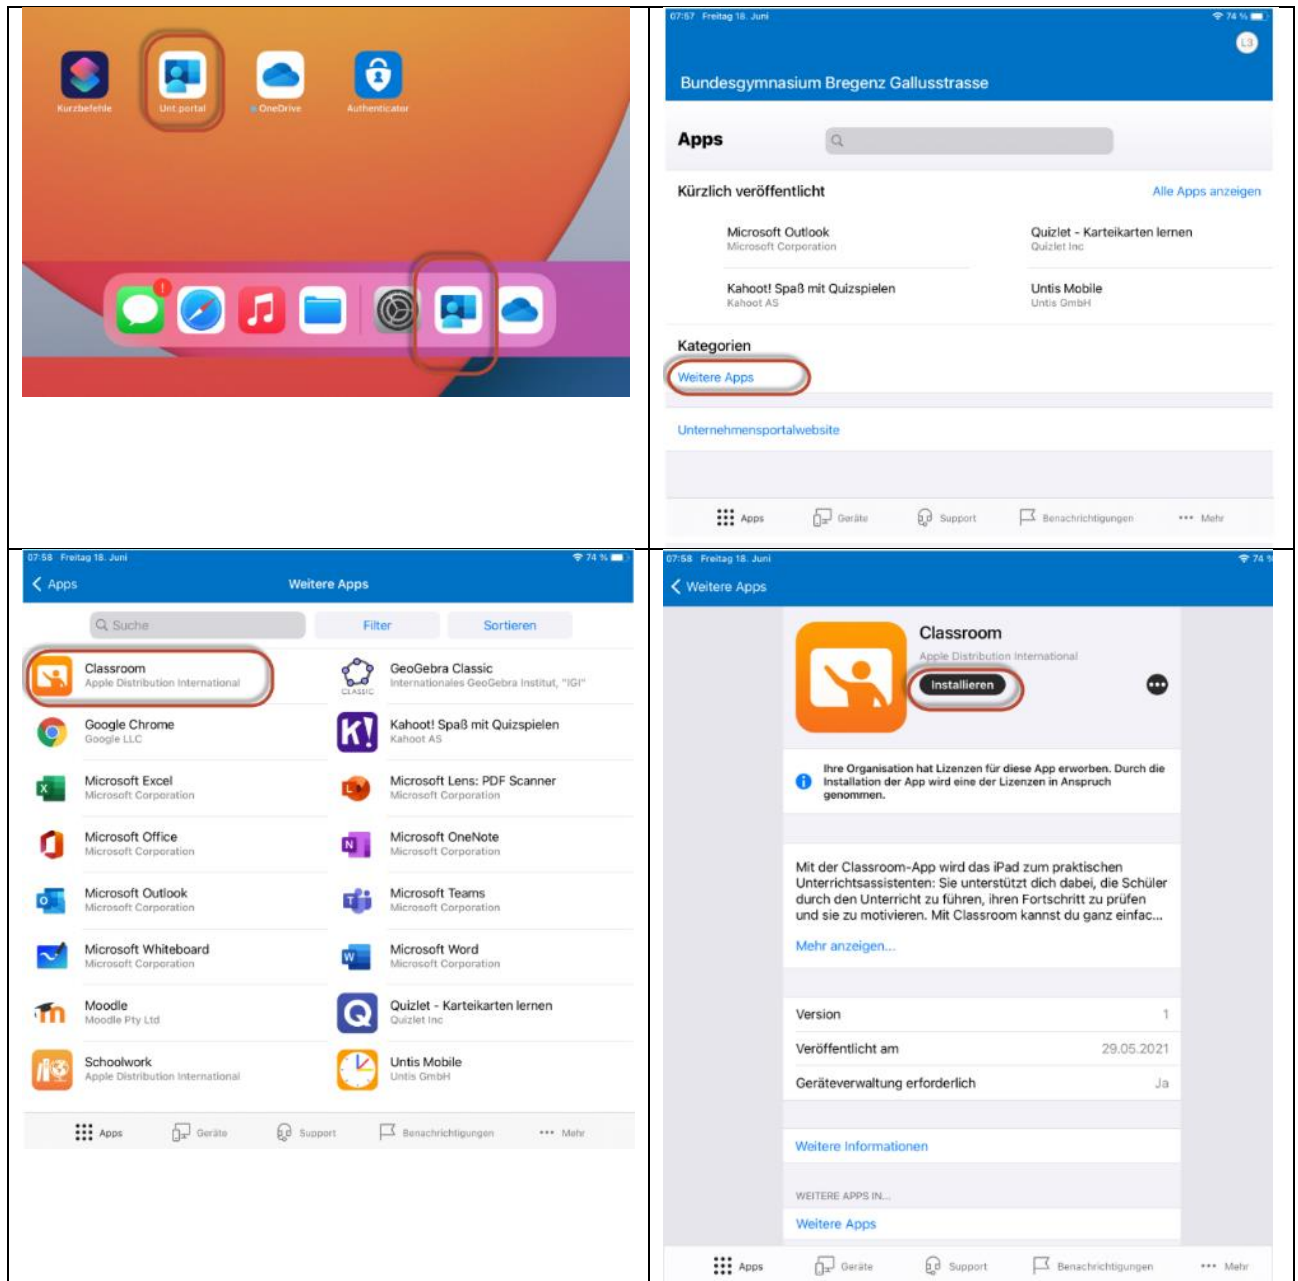 Kurzbefehle
Unt.portal
OneDrive
Authenticator
!
07:57 Freitag 18. Juni
74 %
L3
Bundesgymnasium Bregenz Gallusstrasse
Apps
Kürzlich veröffentlicht
Alle Apps anzeigen
Microsoft Outlook
Microsoft Corporation
Quizlet - Karteikarten lernen
Quizlet Inc
Kahoot! Spaß mit Quizspielen
Kahoot AS
Untis Mobile
Untis GmbH
Kategorien
Weitere Apps
Unternehmensportalwebsite
Apps
Geräte
Support
Benachrichtigungen
Mehr
07:58 Freitag 18. Juni
74 %
Apps
Weitere Apps
Suche
Filter
Sortieren
Classroom
Apple Distribution International
CLASSIC
GeoGebra Classic
Internationales GeoGebra Institut, "IGI"
Google Chrome
Google LLC
K!
Kahoot! Spaß mit Quizspielen
Kahoot AS
X
Microsoft Excel
Microsoft Corporation
L
Microsoft Lens: PDF Scanner
Microsoft Corporation
Microsoft Office
Microsoft Corporation
N
Microsoft OneNote
Microsoft Corporation
O
Microsoft Outlook
Microsoft Corporation
T
Microsoft Teams
Microsoft Corporation
Microsoft Whiteboard
Microsoft Corporation
W
Microsoft Word
Microsoft Corporation
m
Moodle
Moodle Pty Ltd
Q
Quizlet - Karteikarten lernen
Quizlet Inc
Schoolwork
Apple Distribution International
Untis Mobile
Untis GmbH
Apps
Geräte
Support
Benachrichtigungen
Mehr
07:58 Freitag 18. Juni
74 %
Weitere Apps
Classroom
Apple Distribution International
Installieren
Ihre Organisation hat Lizenzen für diese App erworben. Durch die
Installation der App wird eine der Lizenzen in Anspruch
genommen.
Mit der Classroom-App wird das iPad zum praktischen
Unterrichtsassistenten: Sie unterstützt dich dabei, die Schüler
durch den Unterricht zu führen, ihren Fortschritt zu prüfen
und sie zu motivieren. Mit Classroom kannst du ganz einfac...
Mehr anzeigen...
Version
1
Veröffentlicht am
29.05.2021
Geräteverwaltung erforderlich
Ja
Weitere Informationen
WEITERE APPS IN...
Weitere Apps
Apps
Geräte
Support
Benachrichtigungen
Mehr